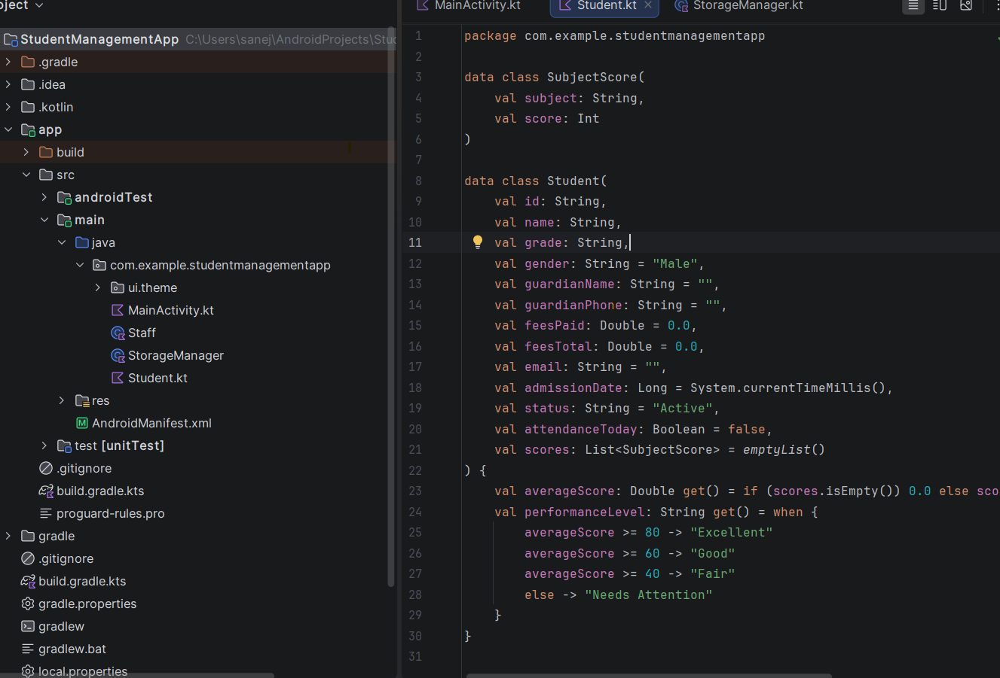 MainActivity.kt
Student.kt
StorageManager.kt
StudentManagementApp C:\Users\sanej\AndroidProjects\
.gradle
.idea
.kotlin
app
build
src
androidTest
main
java
com.example.studentmanagementapp
ui.theme
MainActivity.kt
Staff
StorageManager
Student.kt
res
AndroidManifest.xml
test [unitTest]
.gitignore
build.gradle.kts
proguard-rules.pro
gradle
.gitignore
build.gradle.kts
gradle.properties
gradlew
gradlew.bat
local.properties
1 package com.example.studentmanagementapp
2
3 data class SubjectScore(
4 val subject: String,
5 val score: Int
6 )
7
8 data class Student(
9 val id: String,
10 val name: String,
11 val grade: String,
12 val gender: String = "Male",
13 val guardianName: String = "",
14 val guardianPhone: String = "",
15 val feesPaid: Double = 0.0,
16 val feesTotal: Double = 0.0,
17 val email: String = "",
18 val admissionDate: Long = System.currentTimeMillis(),
19 val status: String = "Active",
20 val attendanceToday: Boolean = false,
21 val scores: List<SubjectScore> = emptyList()
22 ) {
23 val averageScore: Double get() = if (scores.isEmpty()) 0.0 else sco
24 val performanceLevel: String get() = when {
25 averageScore >= 80 -> "Excellent"
26 averageScore >= 60 -> "Good"
27 averageScore >= 40 -> "Fair"
28 else -> "Needs Attention"
29 }
30 }
31